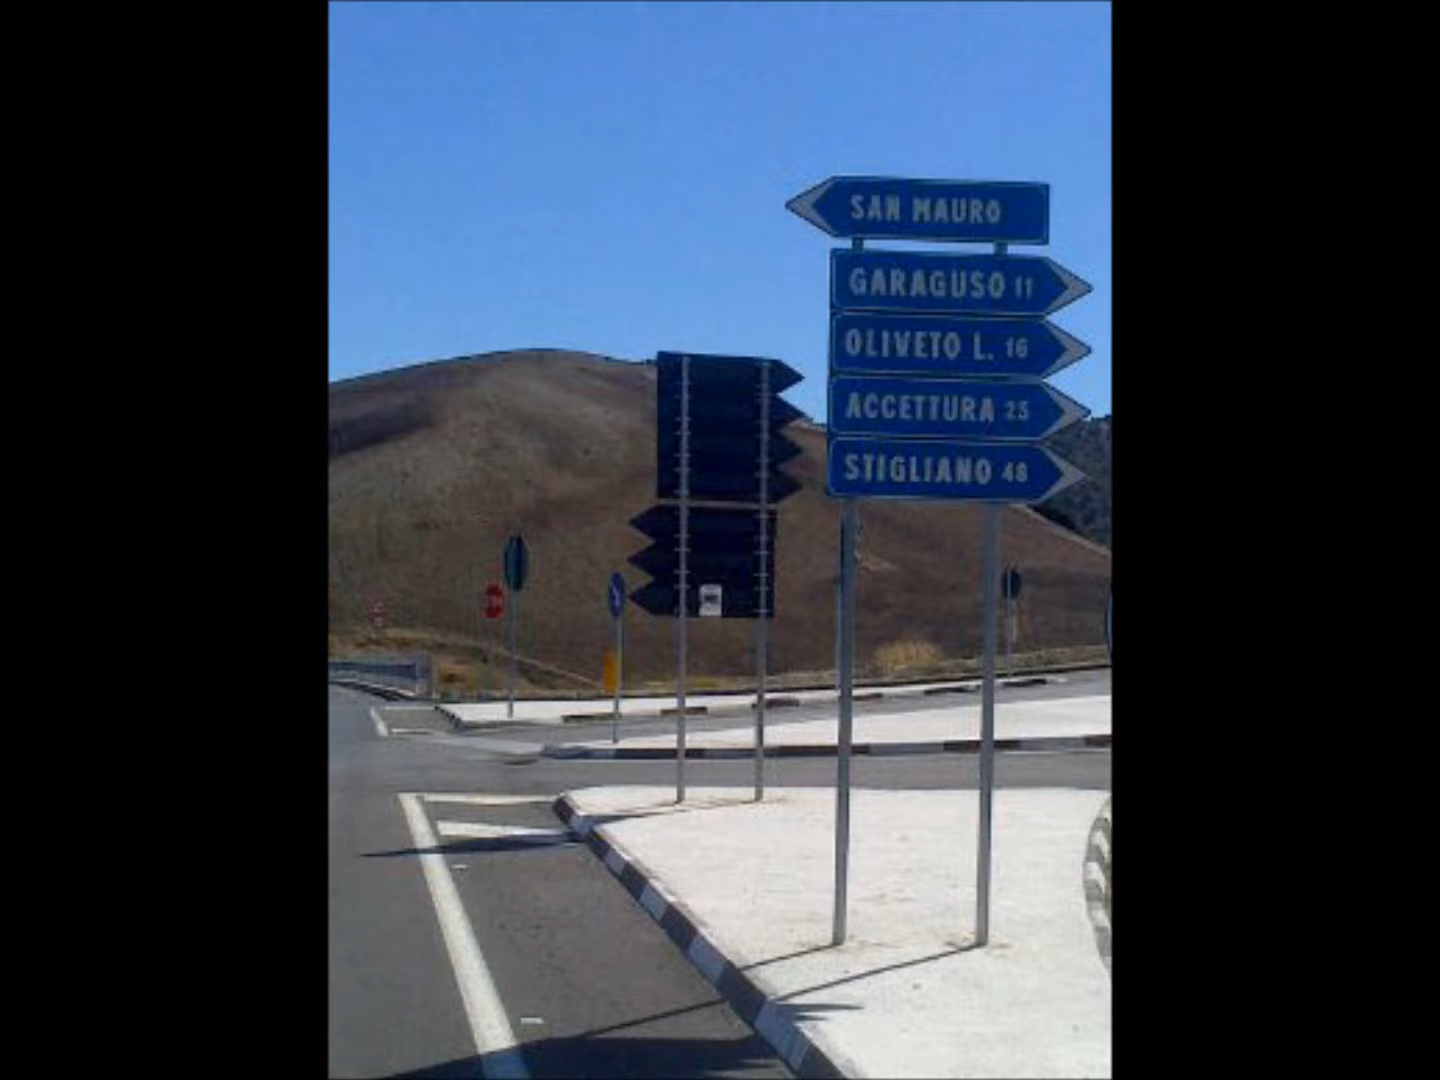 SAN MAURO
GARAGUSO 11
OLIVETO L. 16
ACCETTURA 25
STIGLIANO 48